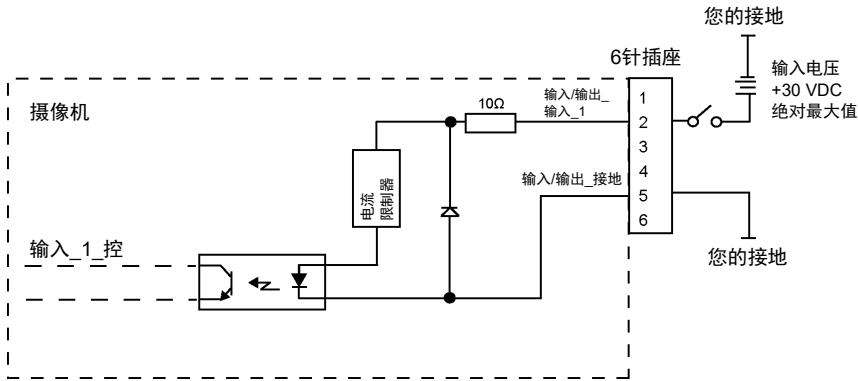 您的接地
6针插座
输入电压
+30 VDC
绝对最大值
摄像机
10Ω
输入/输出_
输入_1
1
2
3
4
5
6
电流
限制器
输入/输出_接地
输入_1_控
您的接地